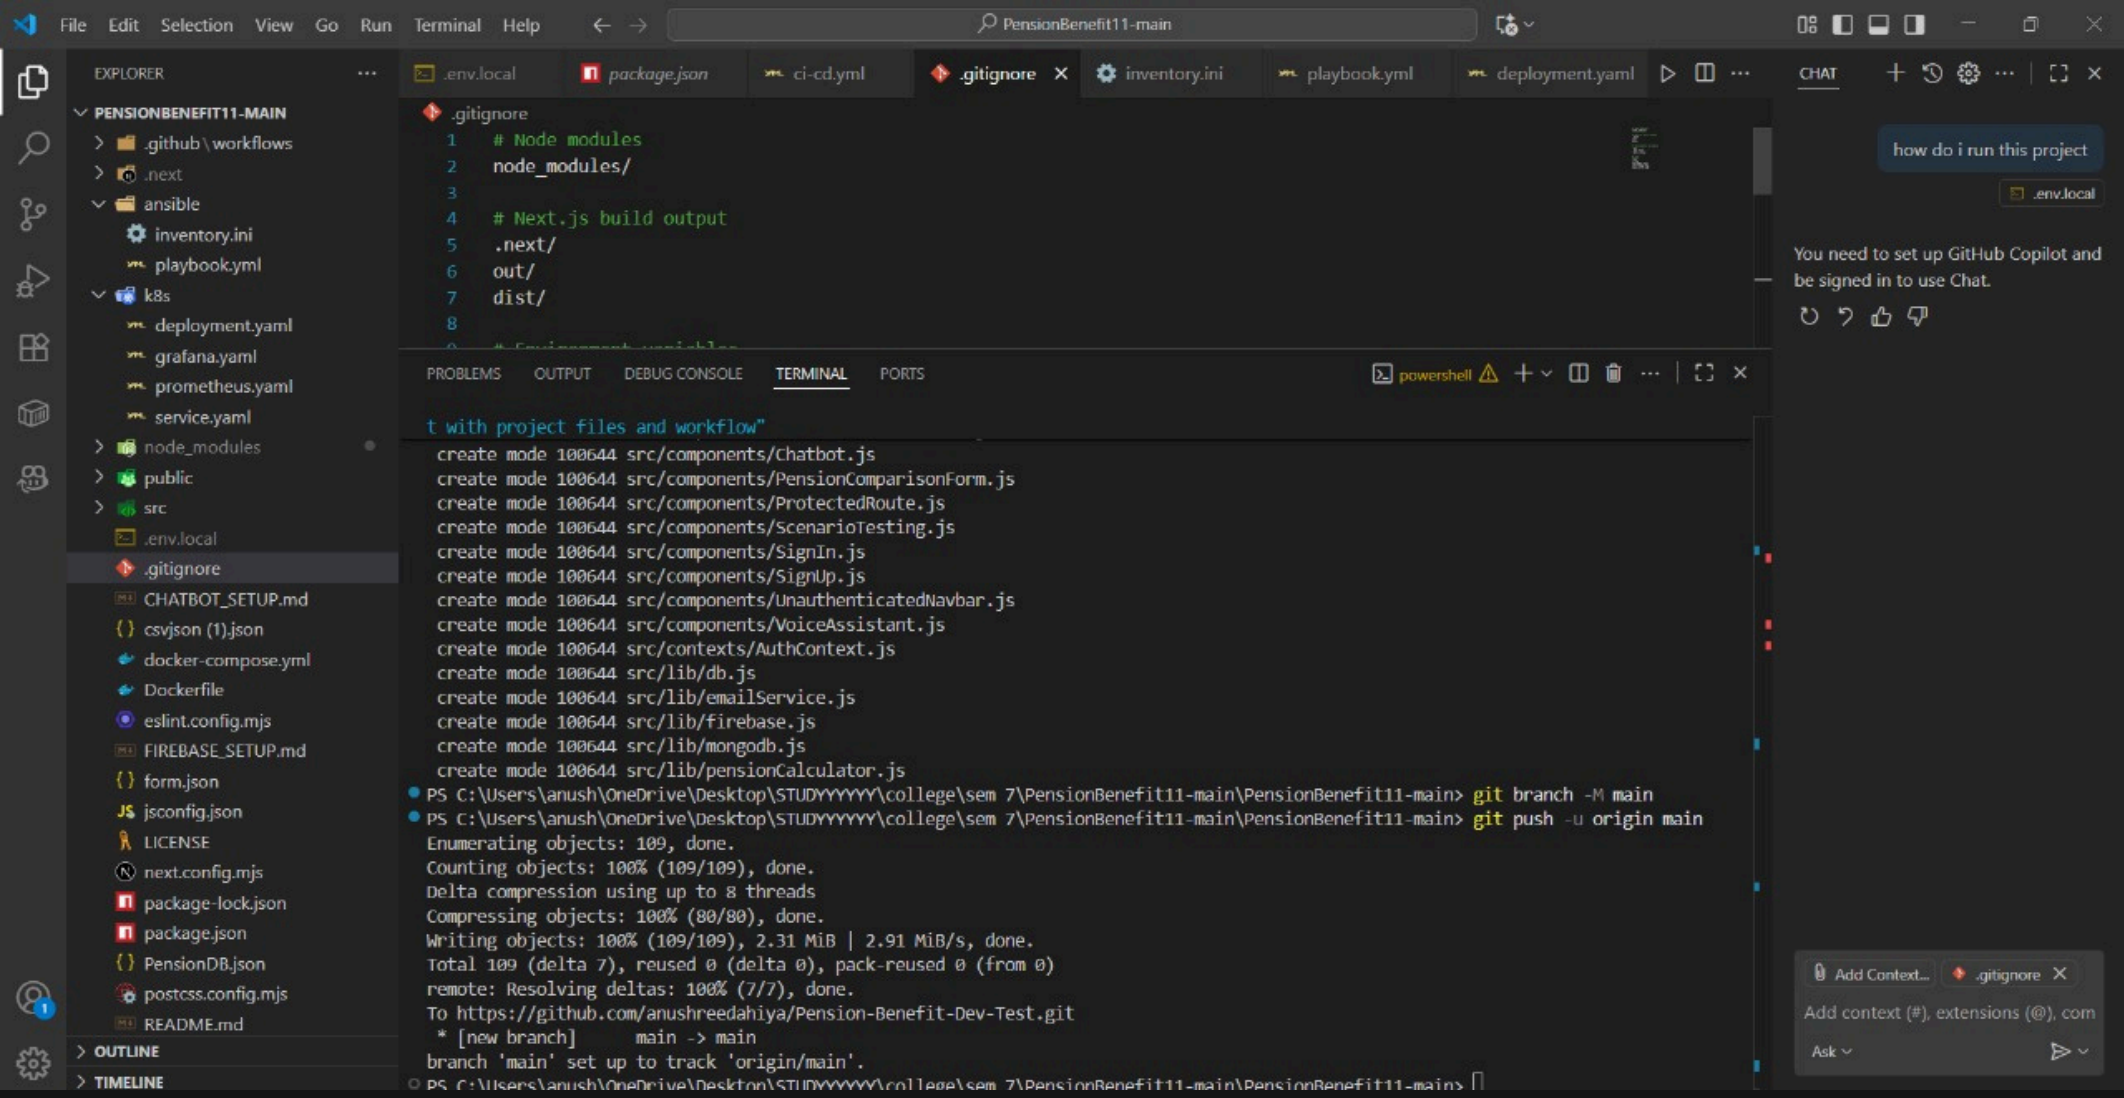 File Edit Selection View Go Run Terminal Help
PensionBenefit11-main
EXPLORER
PENSIONBENEFIT11-MAIN
.github\workflows
.next
ansible
inventory.ini
playbook.yml
k8s
deployment.yaml
grafana.yaml
prometheus.yaml
service.yaml
node_modules
public
src
.env.local
.gitignore
CHATBOT_SETUP.md
csvjson (1).json
docker-compose.yml
Dockerfile
eslint.config.mjs
FIREBASE_SETUP.md
form.json
jsconfig.json
LICENSE
next.config.mjs
package-lock.json
package.json
PensionDB.json
postcss.config.mjs
README.md
OUTLINE
TIMELINE
1
.env.local package.json ci-cd.yml .gitignore inventory.ini playbook.yml deployment.yaml
.gitignore
1 # Node modules
2 node_modules/
3
4 # Next.js build output
5 .next/
6 out/
7 dist/
8
PROBLEMS OUTPUT DEBUG CONSOLE TERMINAL PORTS
powershell
t with project files and workflow"
create mode 100644 src/components/Chatbot.js
create mode 100644 src/components/PensionComparisonForm.js
create mode 100644 src/components/ProtectedRoute.js
create mode 100644 src/components/ScenarioTesting.js
create mode 100644 src/components/SignIn.js
create mode 100644 src/components/SignUp.js
create mode 100644 src/components/UnauthenticatedNavbar.js
create mode 100644 src/components/VoiceAssistant.js
create mode 100644 src/contexts/AuthContext.js
create mode 100644 src/lib/db.js
create mode 100644 src/lib/emailService.js
create mode 100644 src/lib/firebase.js
create mode 100644 src/lib/mongodb.js
create mode 100644 src/lib/pensionCalculator.js
PS C:\Users\anush\OneDrive\Desktop\STUDYYYYYY\college\sem 7\PensionBenefit11-main\PensionBenefit11-main> git branch -M main
PS C:\Users\anush\OneDrive\Desktop\STUDYYYYYY\college\sem 7\PensionBenefit11-main\PensionBenefit11-main> git push -u origin main
Enumerating objects: 109, done.
Counting objects: 100% (109/109), done.
Delta compression using up to 8 threads
Compressing objects: 100% (80/80), done.
Writing objects: 100% (109/109), 2.31 MiB | 2.91 MiB/s, done.
Total 109 (delta 7), reused 0 (delta 0), pack-reused 0 (from 0)
remote: Resolving deltas: 100% (7/7), done.
To https://github.com/anushreedahiya/Pension-Benefit-Dev-Test.git
* [new branch] main -> main
branch 'main' set up to track 'origin/main'.
PS C:\Users\anush\OneDrive\Desktop\STUDYYYYYY\college\sem 7\PensionBenefit11-main\PensionBenefit11-main>
CHAT
how do i run this project
.env.local
You need to set up GitHub Copilot and
be signed in to use Chat.
Add Context... .gitignore
Add context (#), extensions (@), com
Ask